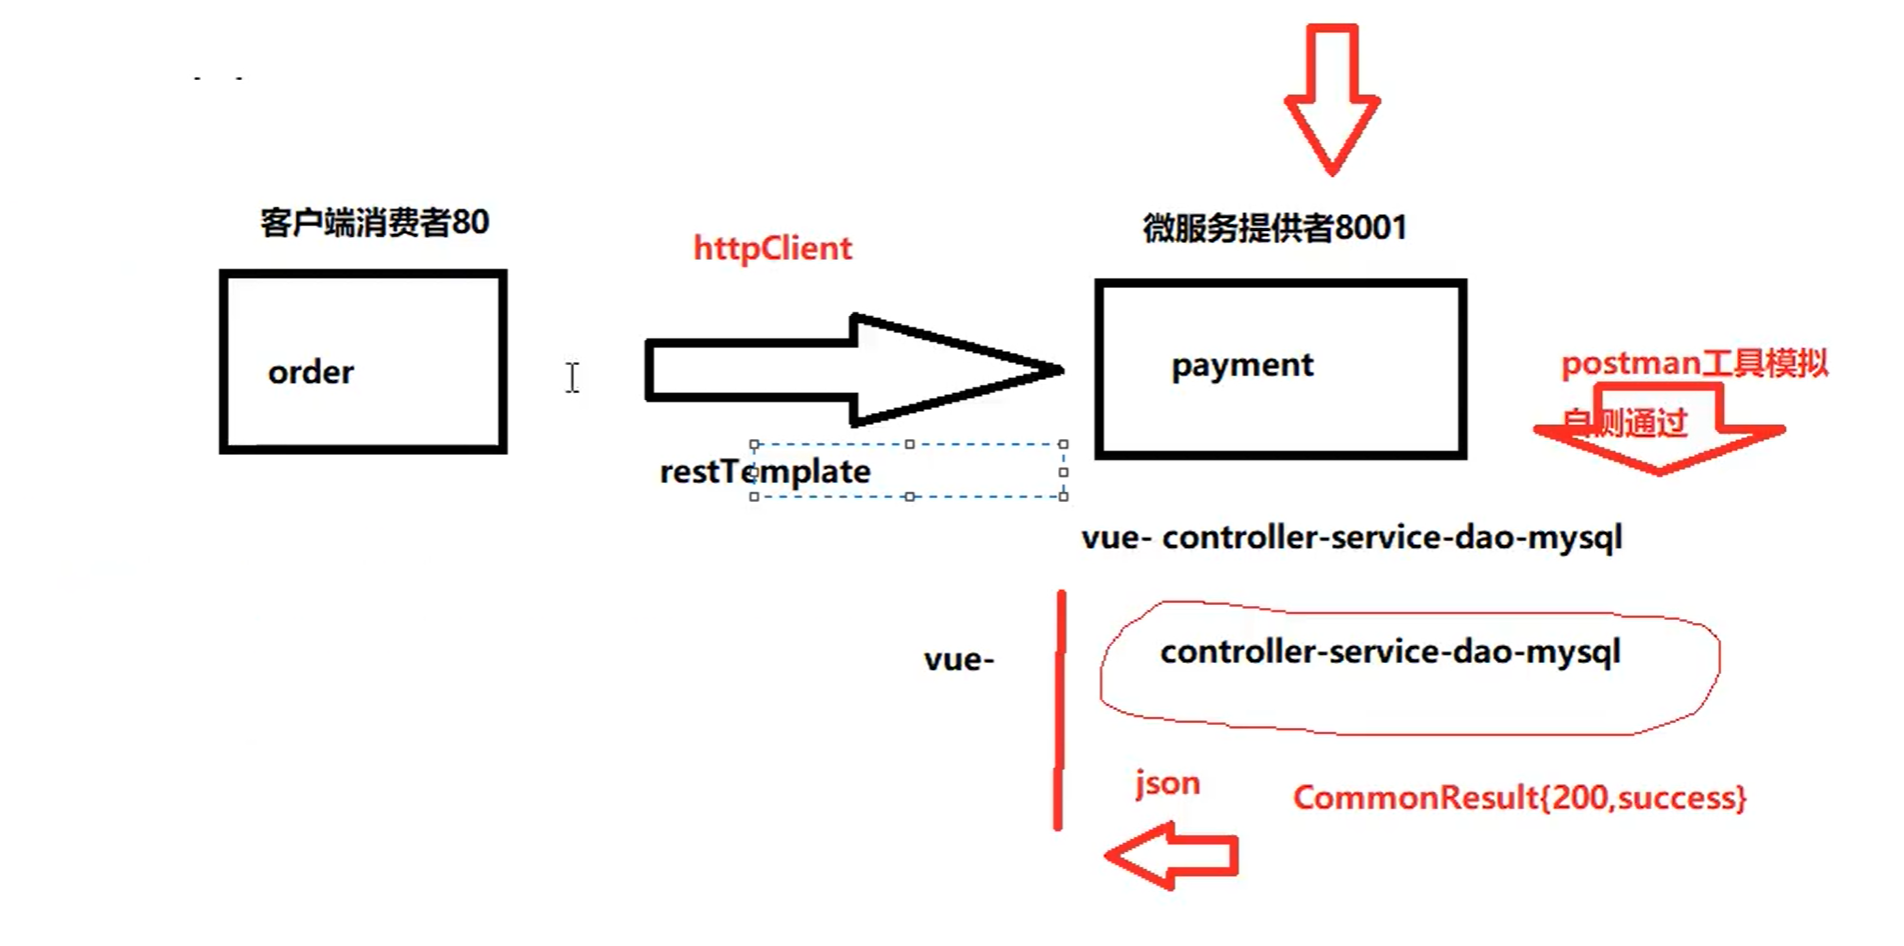 客户端消费者80
httpClient
微服务提供者8001
order
payment
postman工具模拟
自测通过
restTemplate
vue- controller-service-dao-mysql
vue-
controller-service-dao-mysql
json
CommonResult{200,success}